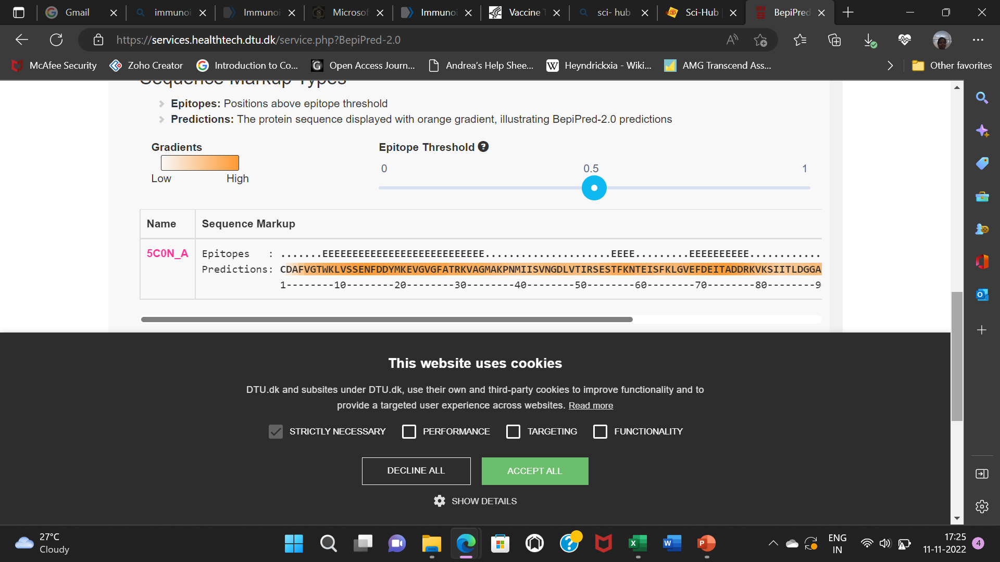 Gmail
immunoi
Immunoi
Microsof
Immunoi
Vaccine T
sci- hub
Sci-Hub
BepiPred
https://services.healthtech.dtu.dk/service.php?BepiPred-2.0
McAfee Security
Zoho Creator
Introduction to Co...
Open Access Journ...
Andrea's Help Shee...
Heyndrickxia - Wiki...
AMG Transcend Ass...
Other favorites
Sequence Markup Types
Epitopes: Positions above epitope threshold
Predictions: The protein sequence displayed with orange gradient, illustrating BepiPred-2.0 predictions
Gradients
Low High
Epitope Threshold ?
0 0.5 1
Name Sequence Markup
5C0N_A
Epitopes : .......EEEEEEEEEEEEEEEEEEEEEEEEEEE.....................EEEE.........EEEEEEEEEE............
Predictions: CDAFVGTWKLVSSENFDDYMKEVGVGFATRKVAGMAKPNMIISVNGDLVTIRSESTFKNTEISFKLGVEFDEITADDRKVKSIITLDGGA
1--------10--------20--------30--------40--------50--------60--------70--------80--------9
This website uses cookies
DTU.dk and subsites under DTU.dk, use their own and third-party cookies to improve functionality and to
provide a targeted user experience across websites. Read more
STRICTLY NECESSARY PERFORMANCE TARGETING FUNCTIONALITY
DECLINE ALL ACCEPT ALL
SHOW DETAILS
27°C
Cloudy
ENG
IN
17:25
11-11-2022
4